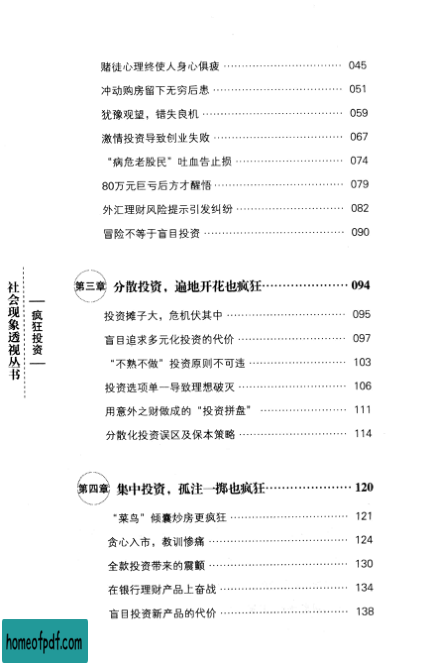 赌徒心理终使人身心俱疲 ································ 045
冲动购房留下无穷后患 ································ 051
犹豫观望，错失良机 ································ 059
激情投资导致创业失败 ································ 067
“病危老股民”吐血告止损 ································ 074
80万元巨亏后方才醒悟 ································ 079
外汇理财风险提示引发纠纷 ································ 082
冒险不等于盲目投资 ································ 090
社会现象透视丛书
疯狂投资
第三章 分散投资，遍地开花也疯狂 ····················· 094
投资摊子大，危机伏其中 ································ 095
盲目追求多元化投资的代价 ································ 097
“不熟不做”投资原则不可违 ································ 103
投资选项单一导致理想破灭 ································ 106
用意外之财做成的“投资拼盘” ································ 111
分散化投资误区及保本策略 ································ 114
第四章 集中投资，孤注一掷也疯狂 ····················· 120
“菜鸟”倾囊炒房更疯狂 ································ 121
贪心入市，教训惨痛 ································ 124
全款投资带来的震颤 ································ 130
在银行理财产品上奋战 ································ 134
盲目投资新产品的代价 ································ 138
homeofpdf.com